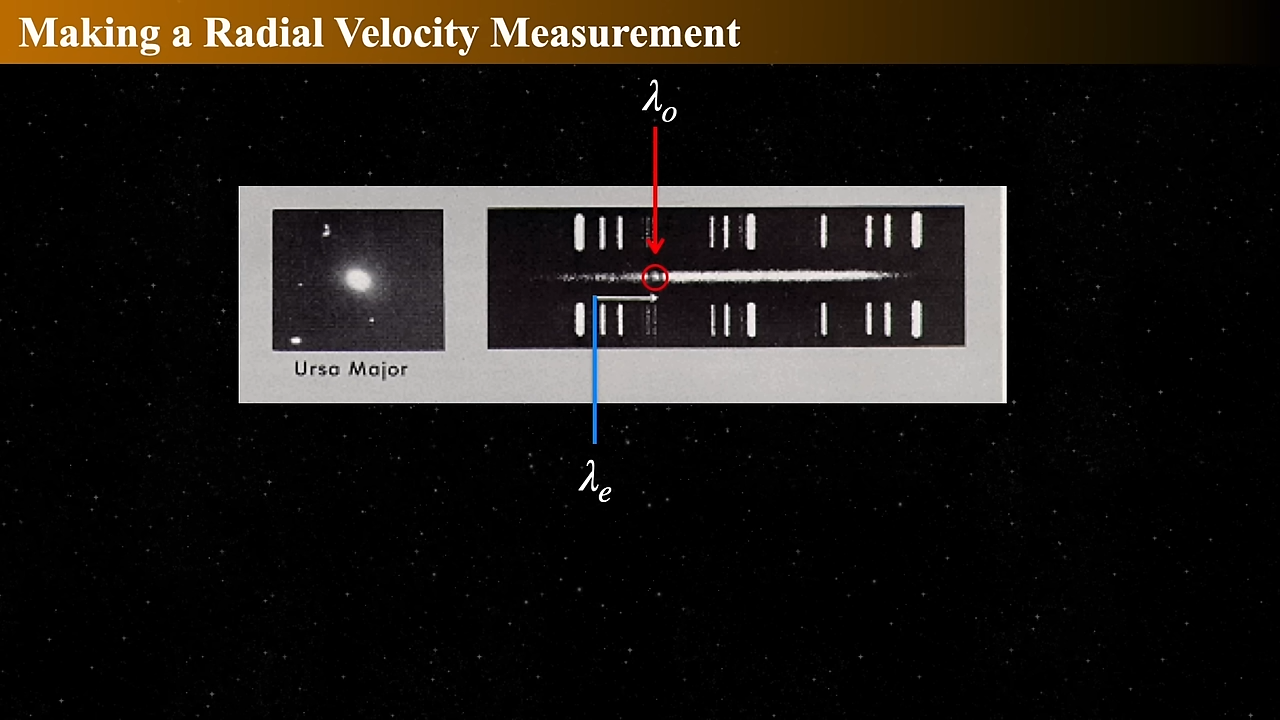 Making a Radial Velocity Measurement
λₒ
Ursa Major
λₑ